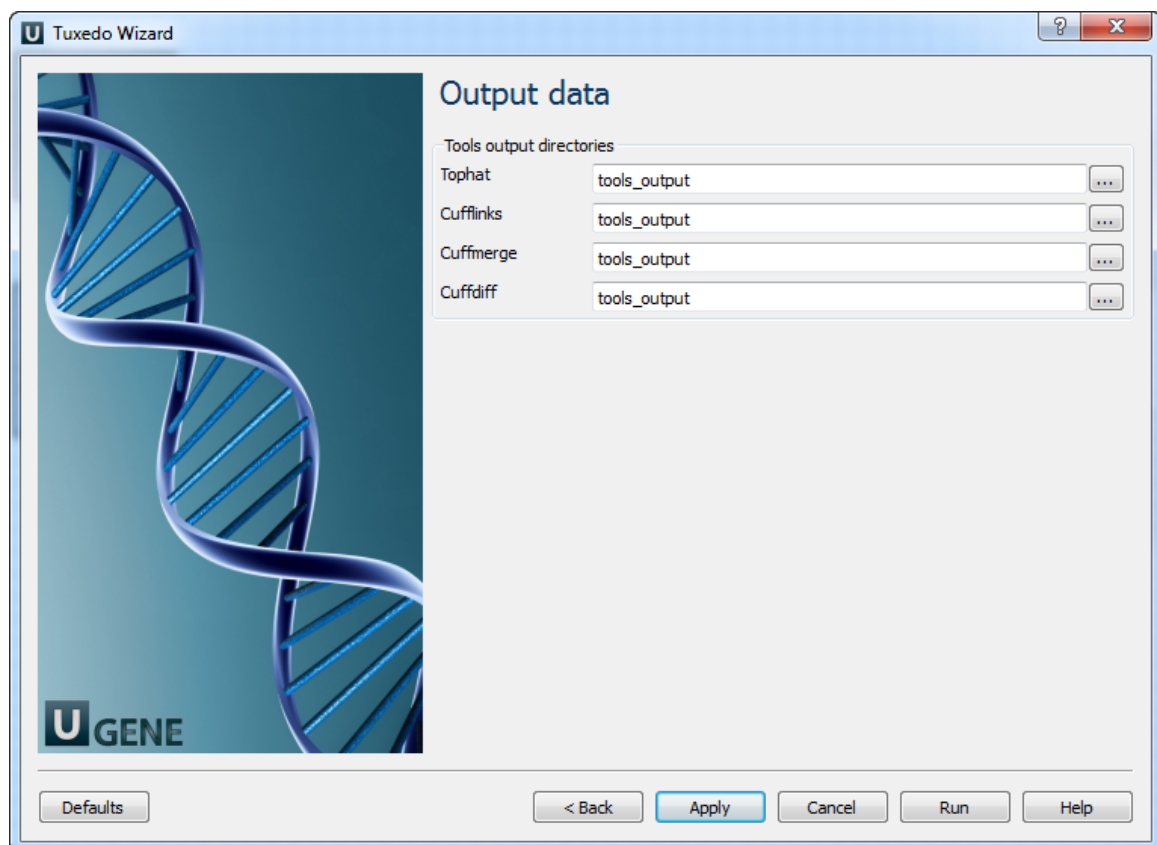 U Tuxedo Wizard
Output data
Tools output directories
Tophat tools_output ...
Cufflinks tools_output ...
Cuffmerge tools_output ...
Cuffdiff tools_output ...
U GENE
Defaults < Back Apply Cancel Run Help